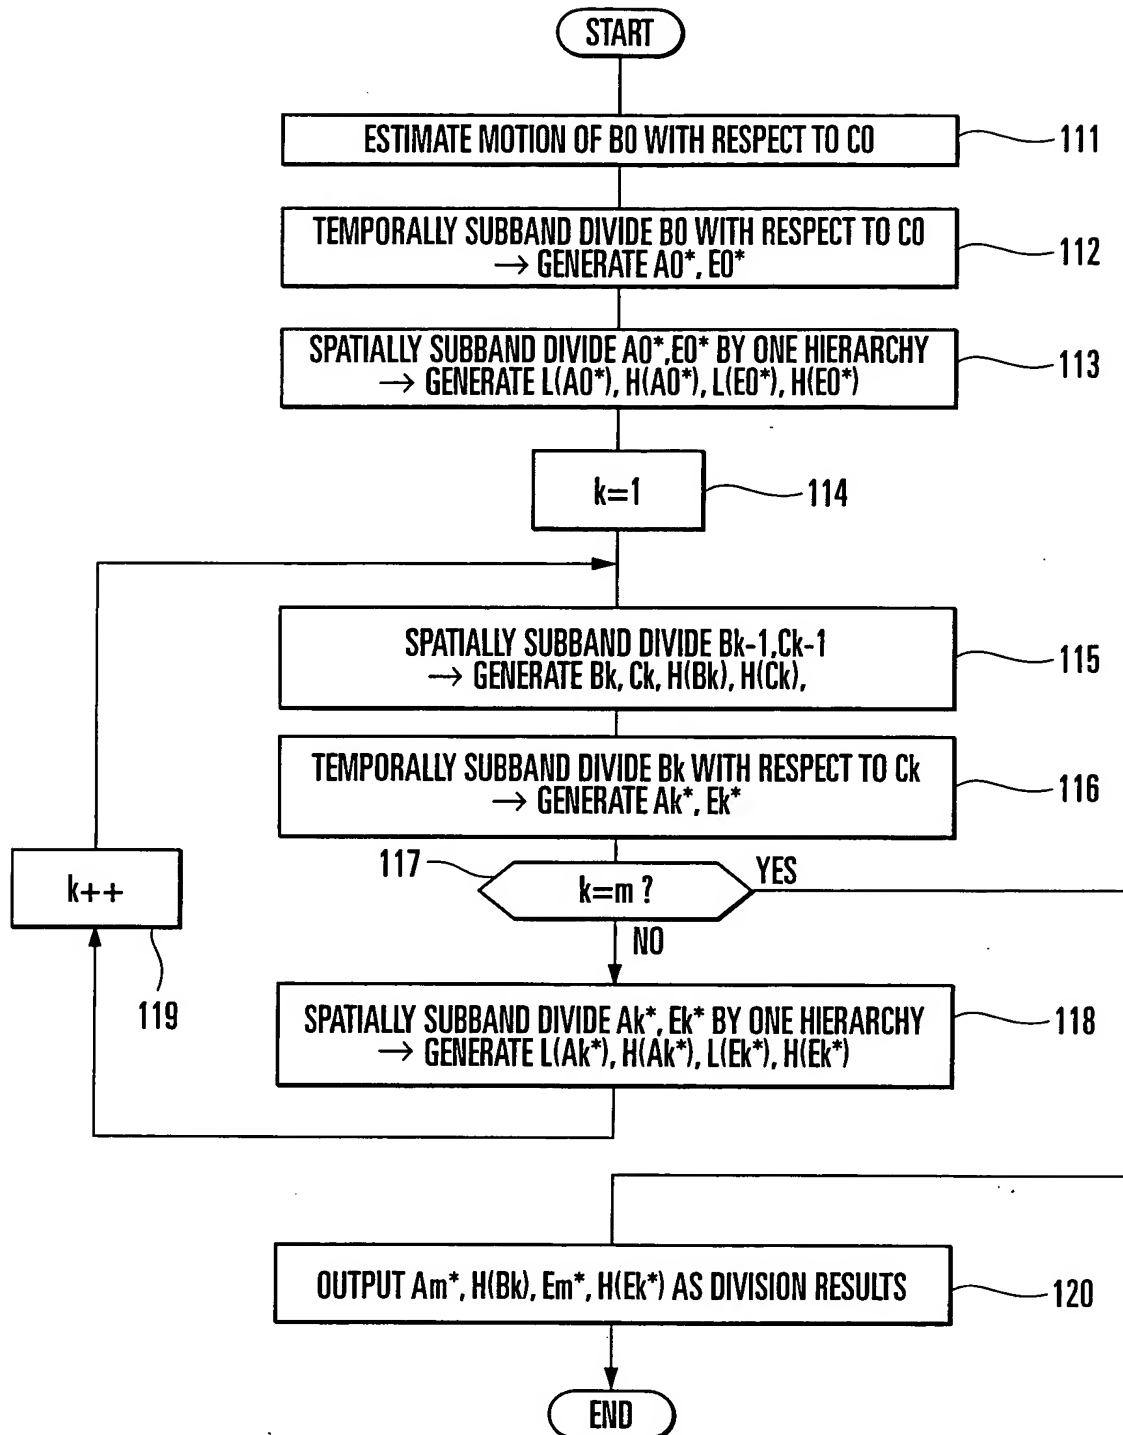 START
ESTIMATE MOTION OF B0 WITH RESPECT TO C0
111
TEMPORALLY SUBBAND DIVIDE B0 WITH RESPECT TO C0
→ GENERATE A0*, E0*
112
SPATIALLY SUBBAND DIVIDE A0*,E0* BY ONE HIERARCHY
→ GENERATE L(A0*), H(A0*), L(E0*), H(E0*)
113
k=1
114
SPATIALLY SUBBAND DIVIDE Bk-1,Ck-1
→ GENERATE Bk, Ck, H(Bk), H(Ck),
115
TEMPORALLY SUBBAND DIVIDE Bk WITH RESPECT TO Ck
→ GENERATE Ak*, Ek*
116
117
k=m ?
YES
NO
k++
119
SPATIALLY SUBBAND DIVIDE Ak*, Ek* BY ONE HIERARCHY
→ GENERATE L(Ak*), H(Ak*), L(Ek*), H(Ek*)
118
OUTPUT Am*, H(Bk), Em*, H(Ek*) AS DIVISION RESULTS
120
END